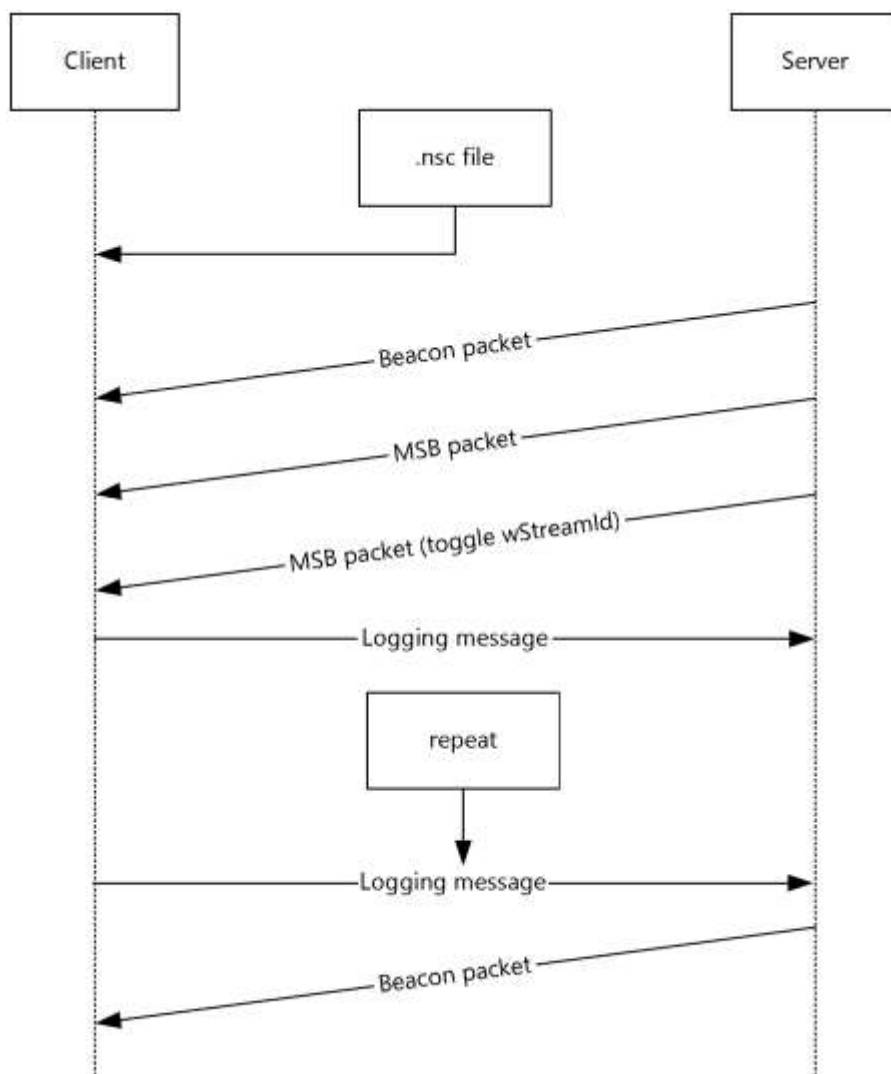 Client
Server
.nsc file
Beacon packet
MSB packet
MSB packet (toggle wStreamId)
Logging message
repeat
Logging message
Beacon packet